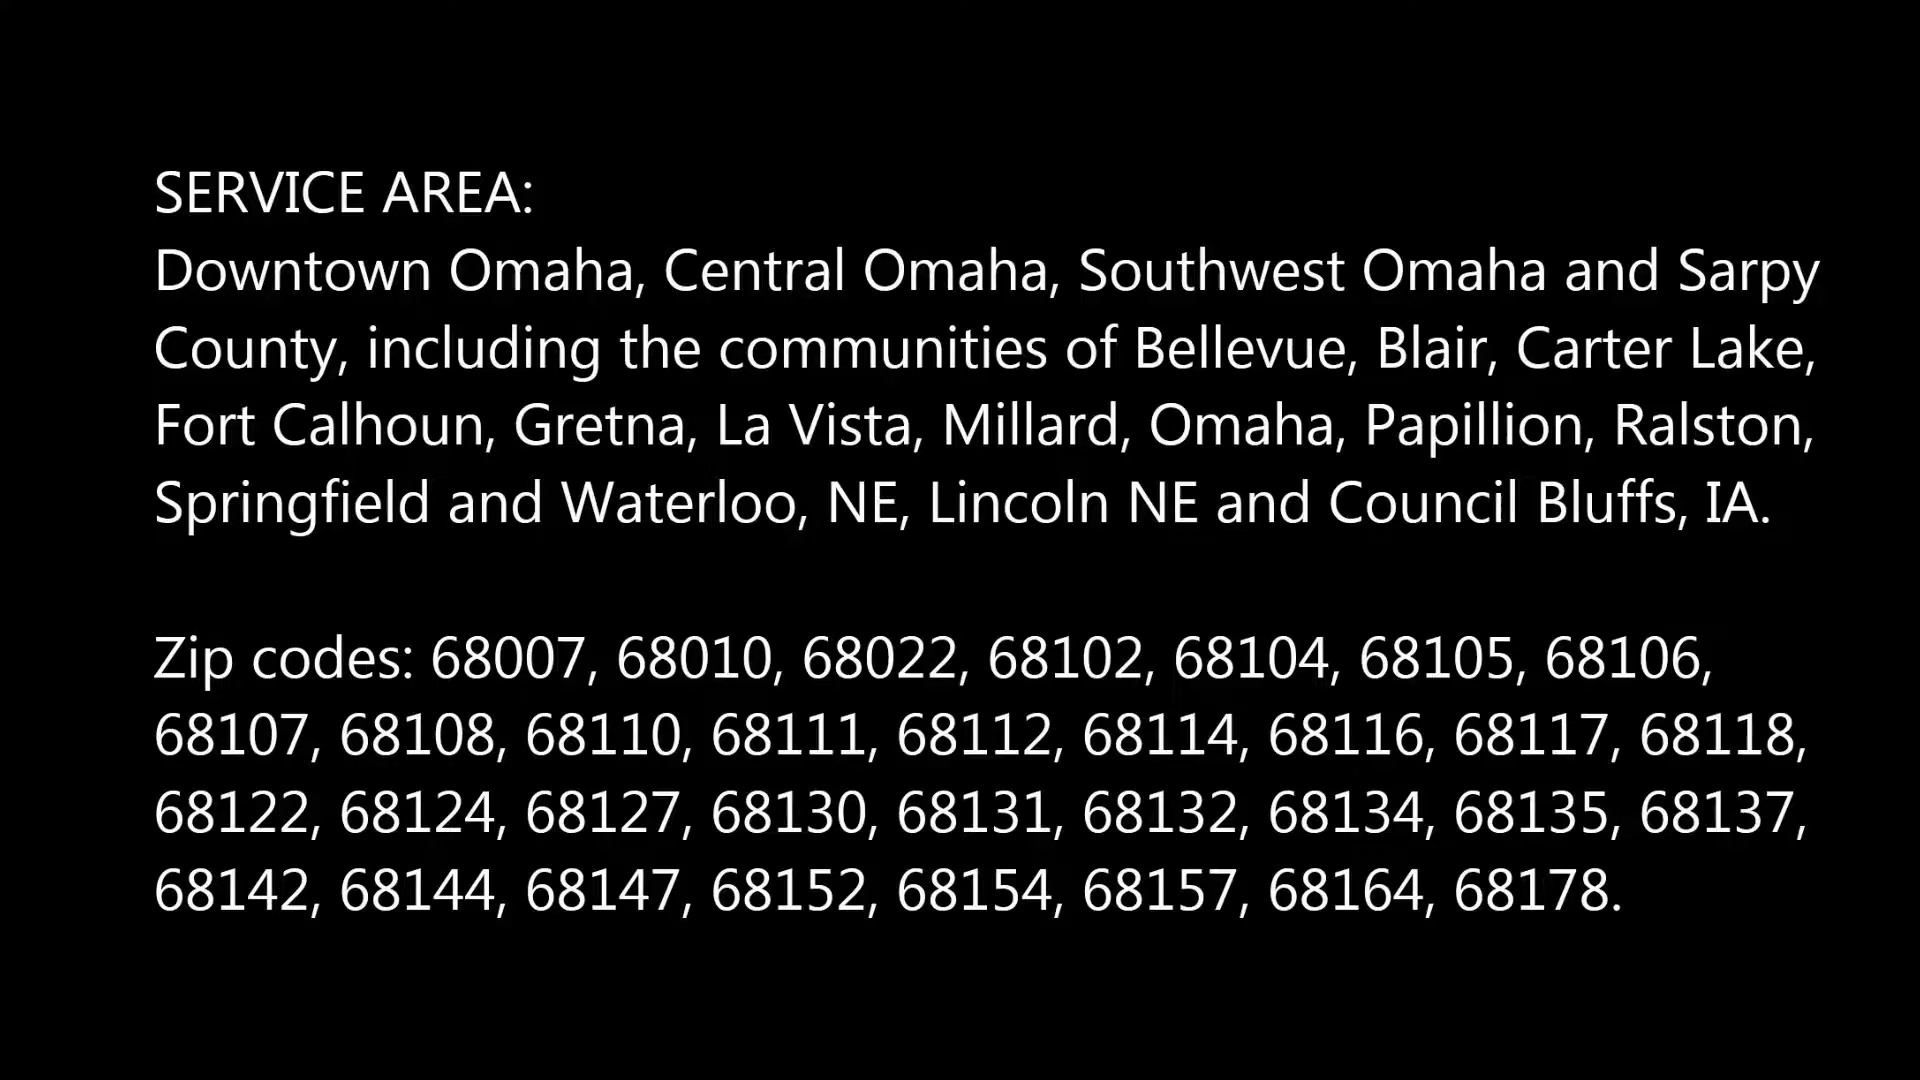 SERVICE AREA:
Downtown Omaha, Central Omaha, Southwest Omaha and Sarpy
County, including the communities of Bellevue, Blair, Carter Lake,
Fort Calhoun, Gretna, La Vista, Millard, Omaha, Papillion, Ralston,
Springfield and Waterloo, NE, Lincoln NE and Council Bluffs, IA.
Zip codes: 68007, 68010, 68022, 68102, 68104, 68105, 68106,
68107, 68108, 68110, 68111, 68112, 68114, 68116, 68117, 68118,
68122, 68124, 68127, 68130, 68131, 68132, 68134, 68135, 68137,
68142, 68144, 68147, 68152, 68154, 68157, 68164, 68178.